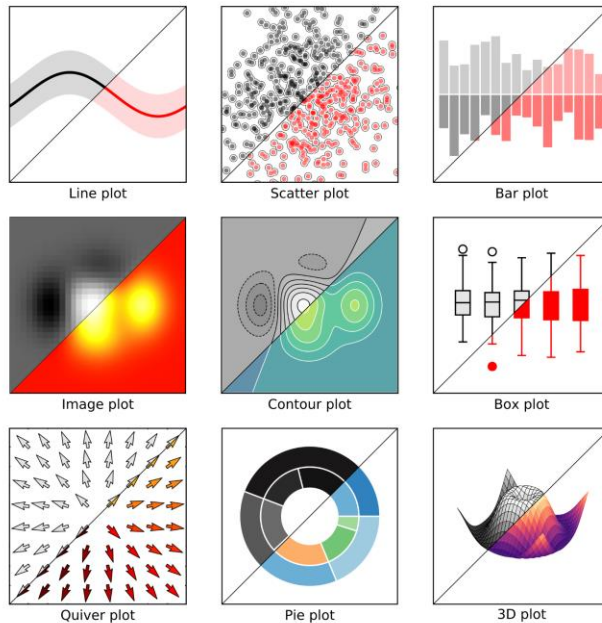 Line plot
Scatter plot
Bar plot
Image plot
Contour plot
Box plot
Quiver plot
Pie plot
3D plot